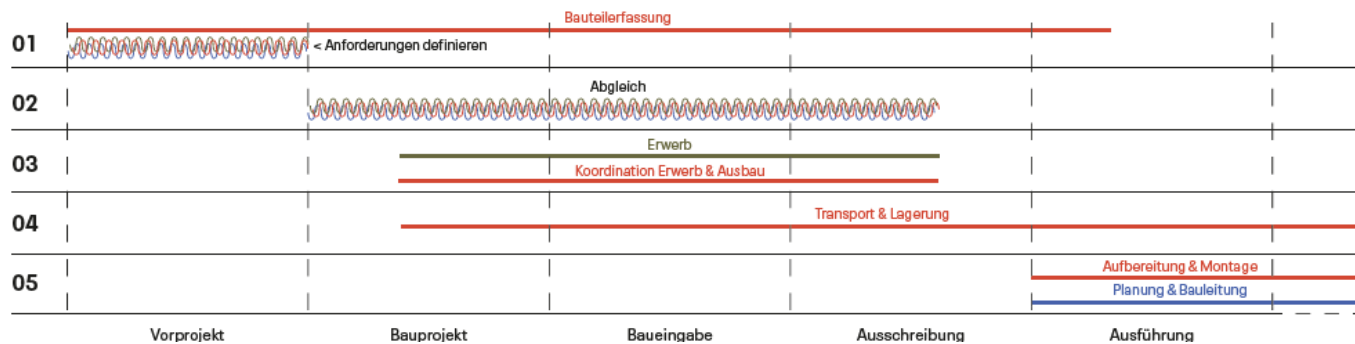 Bauteilerfassung
01
< Anforderungen definieren
Abgleich
02
Erwerb
03
Koordination Erwerb & Ausbau
Transport & Lagerung
04
Aufbereitung & Montage
05
Planung & Bauleitung
Vorprojekt
Bauprojekt
Baueingabe
Ausschreibung
Ausführung